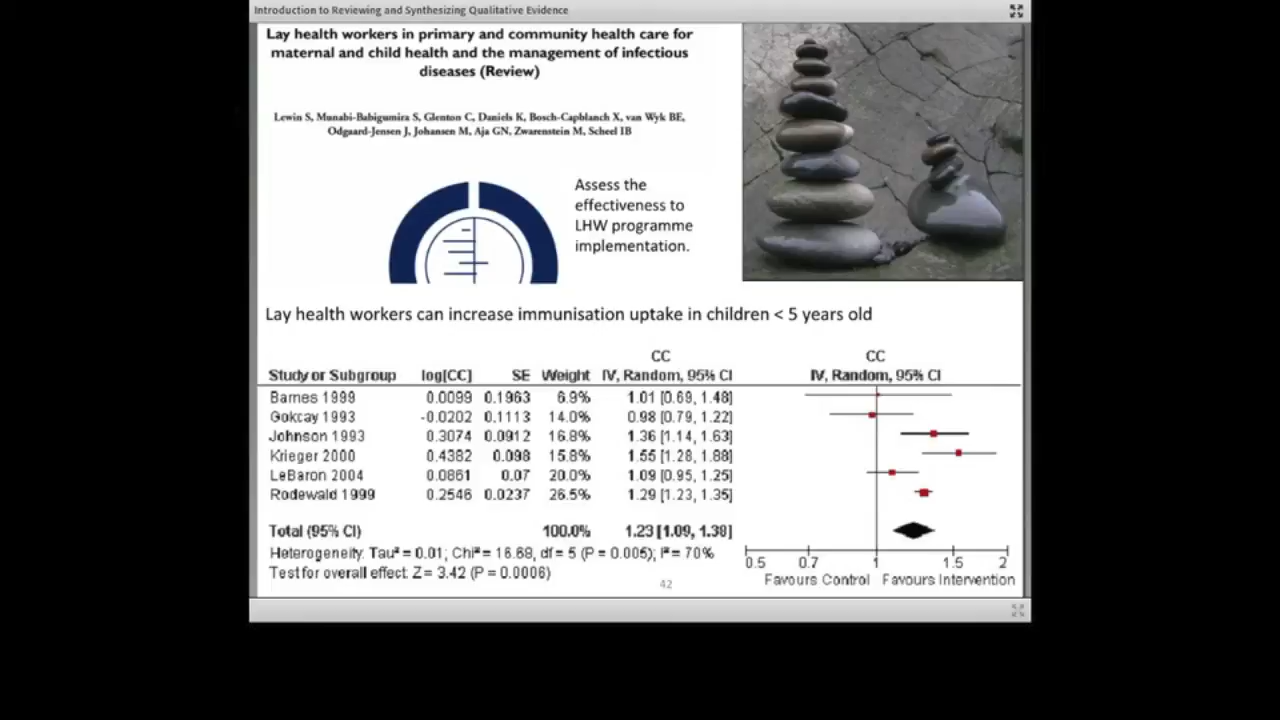 Introduction to Reviewing and Synthesizing Qualitative Evidence
Lay health workers in primary and community health care for
maternal and child health and the management of infectious
diseases (Review)
Lewin S, Munabi-Babigumira S, Glenton C, Daniels K, Bosch-Capblanch X, van Wyk BE,
Odgaard-Jensen J, Johansen M, Aja GN, Zwarenstein M, Scheel IB
Assess the
effectiveness to
LHW programme
implementation.
Lay health workers can increase immunisation uptake in children < 5 years old
CC CC
Study or Subgroup log[CC] SE Weight IV, Random, 95% CI IV, Random, 95% CI
Barnes 1999 0.0099 0.1963 6.9% 1.01 [0.69, 1.48]
Gokcay 1993 -0.0202 0.1113 14.0% 0.98 [0.79, 1.22]
Johnson 1993 0.3074 0.0912 16.8% 1.36 [1.14, 1.63]
Krieger 2000 0.4382 0.098 15.8% 1.55 [1.28, 1.88]
LeBaron 2004 0.0861 0.07 20.0% 1.09 [0.95, 1.25]
Rodewald 1999 0.2546 0.0237 26.5% 1.29 [1.23, 1.35]
Total (95% CI) 100.0% 1.23 [1.09, 1.38]
Heterogeneity: Tau² = 0.01; Chi² = 16.68, df = 5 (P = 0.005); I² = 70%
Test for overall effect: Z = 3.42 (P = 0.0006)
0.5 0.7 1 1.5 2
Favours Control Favours Intervention
42